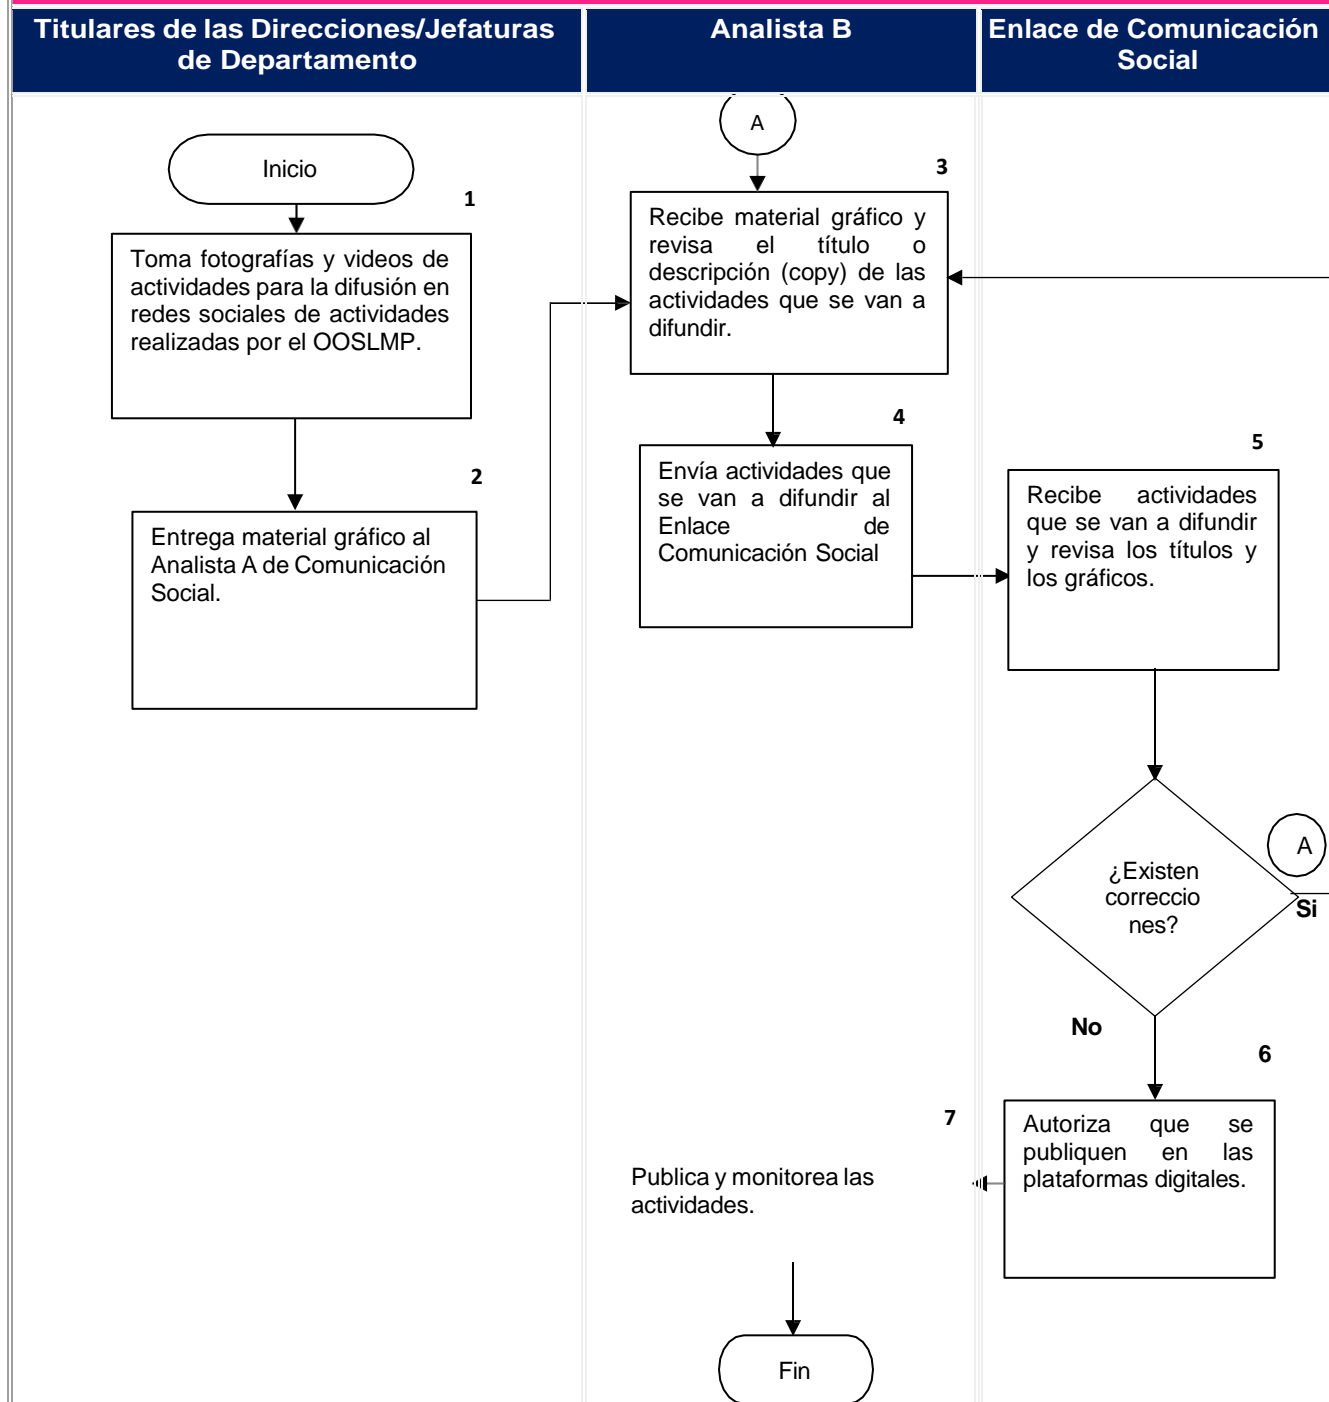 Titulares de las Direcciones/Jefaturas
de Departamento
Analista B
Enlace de Comunicación
Social
Inicio
1
Toma fotografías y videos de
actividades para la difusión en
redes sociales de actividades
realizadas por el OOSLMP.
2
Entrega material gráfico al
Analista A de Comunicación
Social.
A
3
Recibe material gráfico y
revisa el título o
descripción (copy) de las
actividades que se van a
difundir.
4
Envía actividades que
se van a difundir al
Enlace de
Comunicación Social
5
Recibe actividades
que se van a difundir
y revisa los títulos y
los gráficos.
¿Existen
correccio
nes?
A
Si
No
6
Autoriza que se
publiquen en las
plataformas digitales.
7
Publica y monitorea las
actividades.
Fin